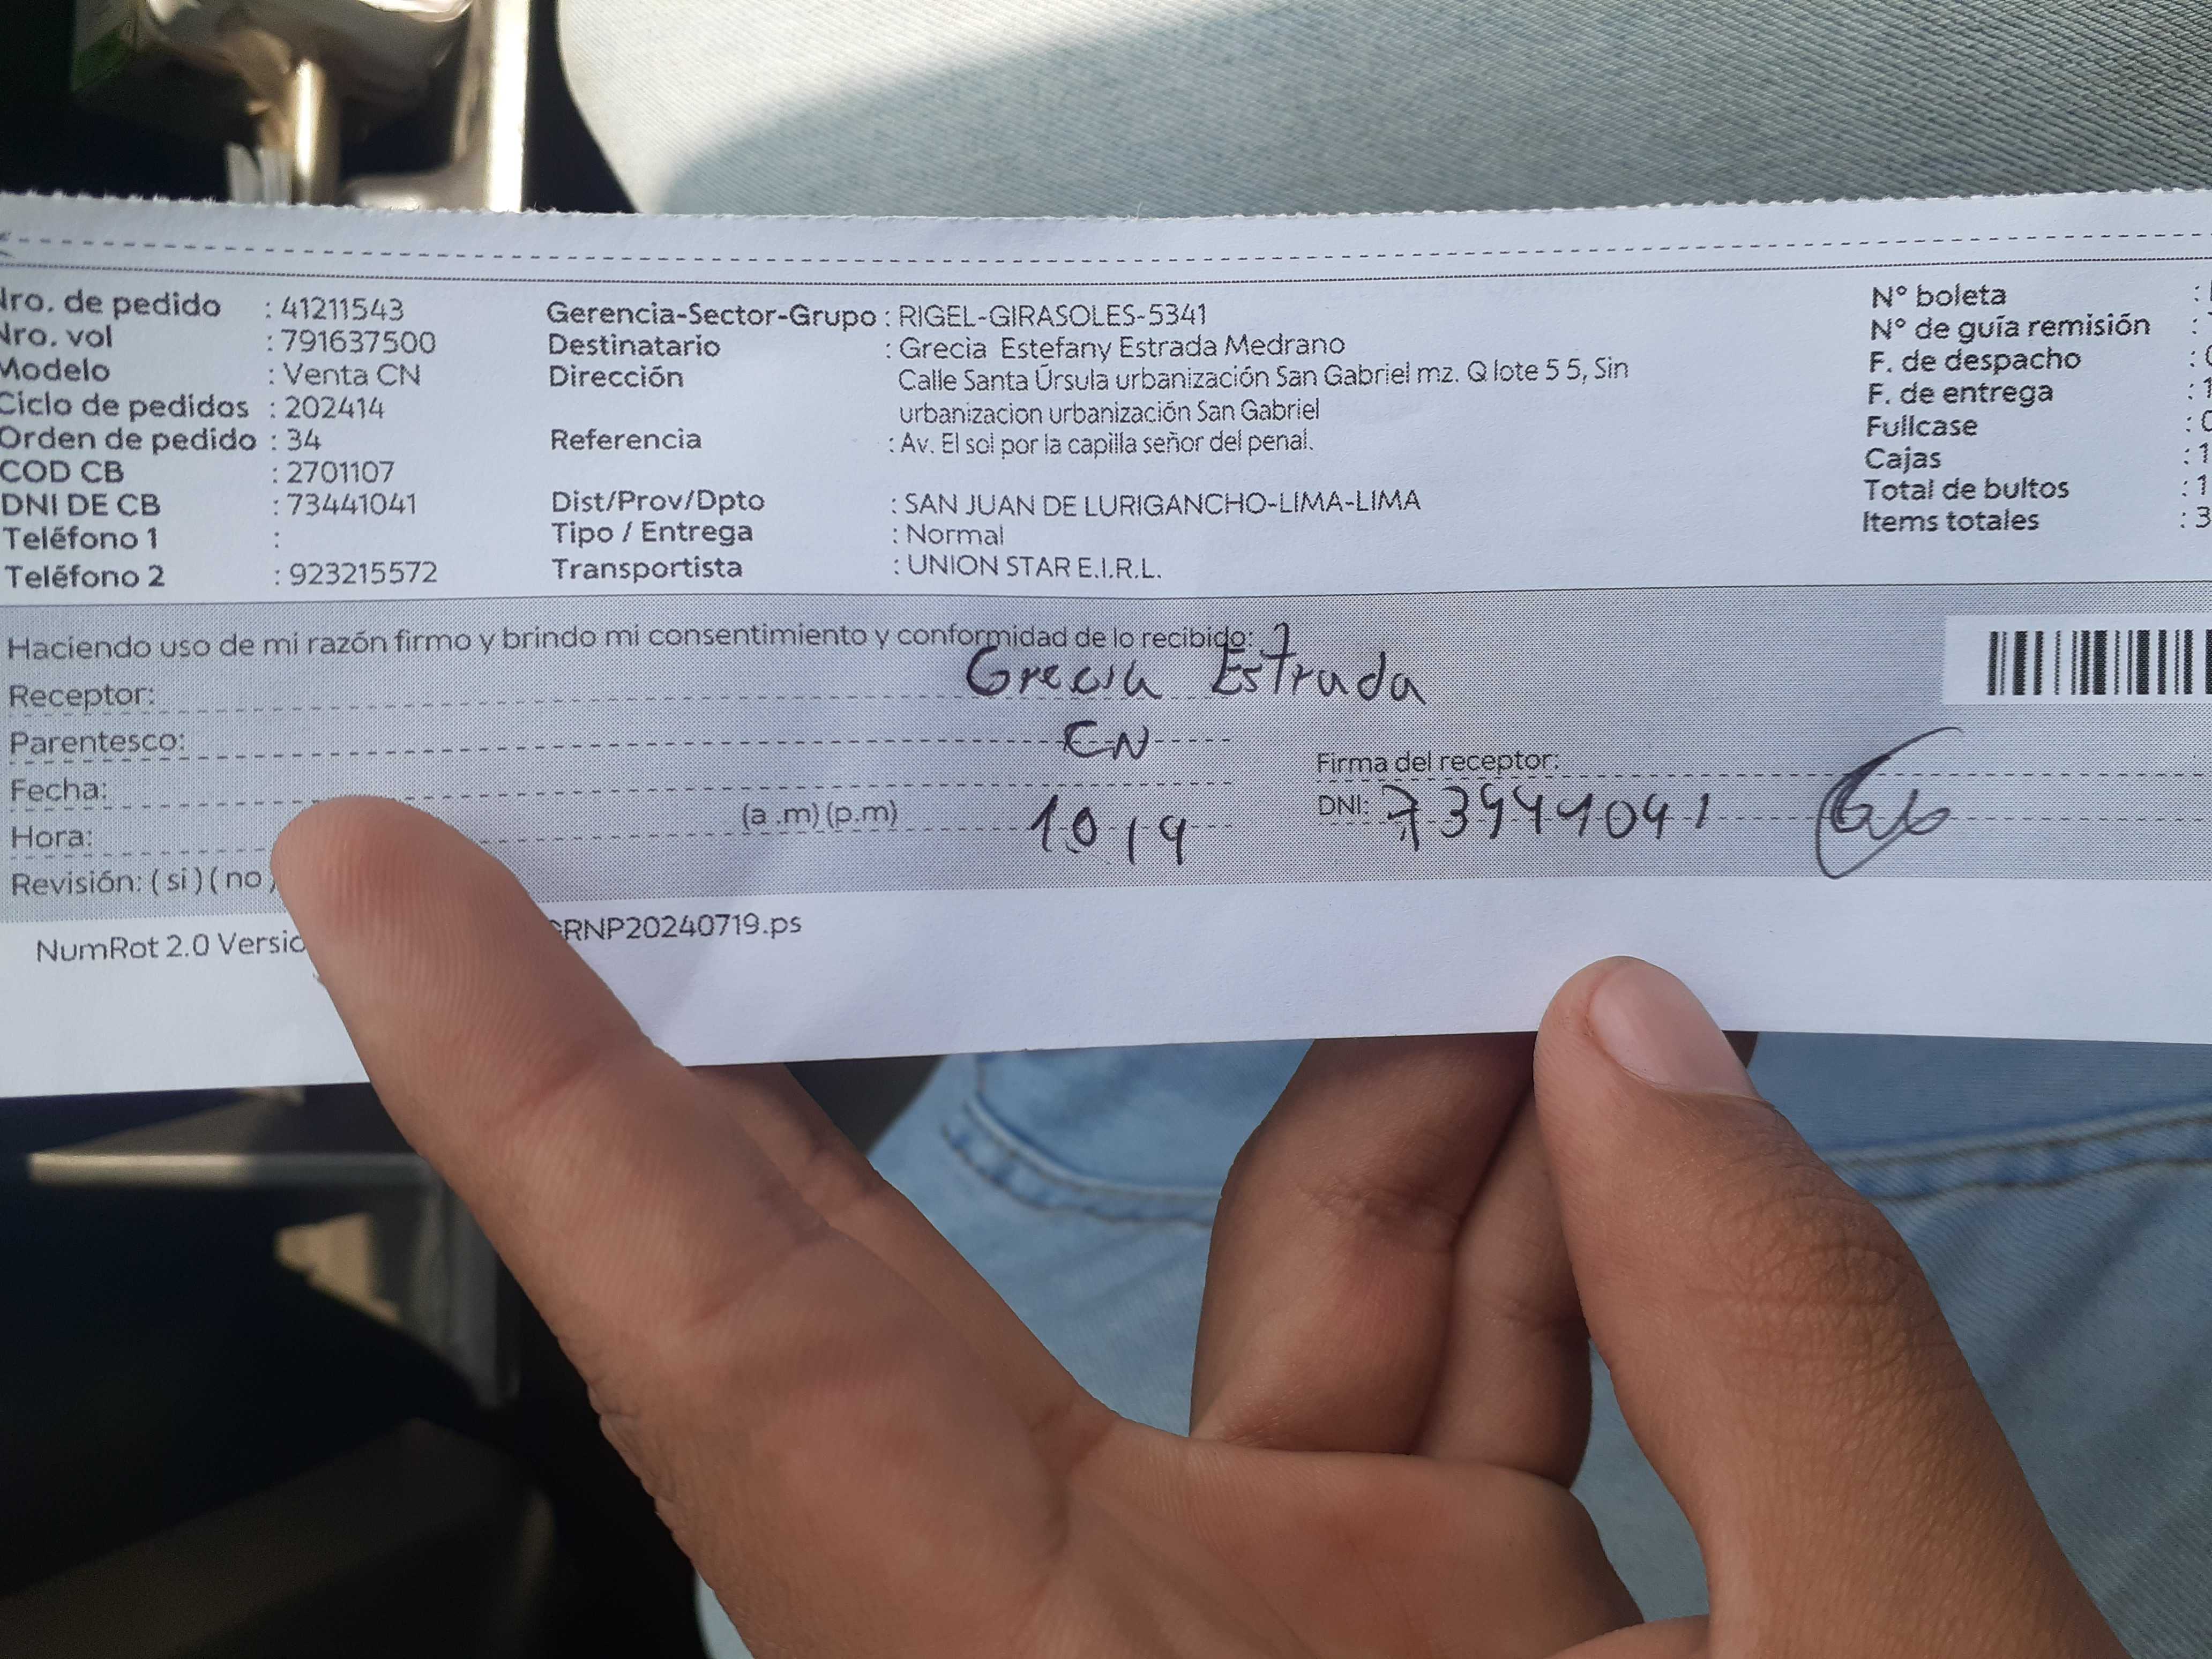 Nro. de pedido : 41211543
Nro. vol : 791637500
Modelo : Venta CN
Ciclo de pedidos : 202414
Orden de pedido : 34
COD CB : 2701107
DNI DE CB : 73441041
Teléfono 1 :
Teléfono 2 : 923215572
Gerencia-Sector-Grupo : RIGEL-GIRASOLES-5341
Destinatario : Grecia Estefany Estrada Medrano
Dirección Calle Santa Úrsula urbanización San Gabriel mz. Q lote 5 5, Sin
urbanizacion urbanización San Gabriel
Referencia : Av. El sol por la capilla señor del penal.
Dist/Prov/Dpto : SAN JUAN DE LURIGANCHO-LIMA-LIMA
Tipo / Entrega : Normal
Transportista : UNION STAR E.I.R.L.
N° boleta :
N° de guía remisión :
F. de despacho :
F. de entrega : 1
Fullcase :
Cajas : 1
Total de bultos : 1
Items totales : 3
Haciendo uso de mi razón firmo y brindo mi consentimiento y conformidad de lo recibido:
Receptor: Grecia Estrada
Parentesco: CN
Fecha:
Hora: (a .m) (p.m) 10 19
Revisión: ( si ) ( no )
Firma del receptor:
DNI: 73441041
NumRot 2.0 Versio
RNP20240719.ps